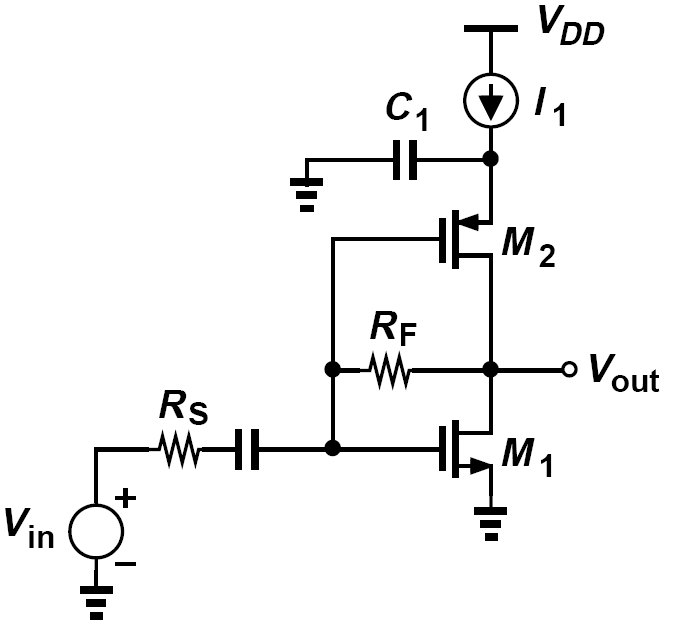 VDD
I1
C1
M2
RF
Vout
RS
M1
+
Vin
–